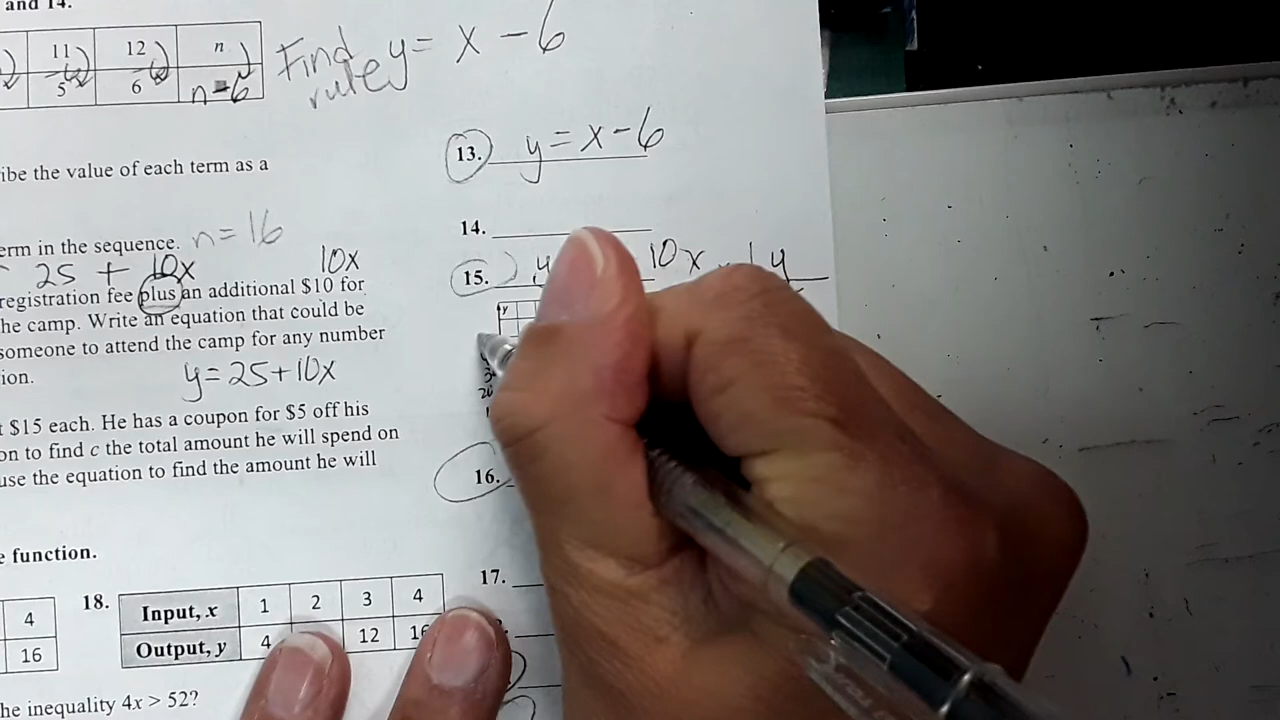 and 14.
11 12 n
5 6 n-6
Find rule y = x - 6
13. y = x - 6
ibe the value of each term as a
14.
erm in the sequence. n = 16
25 + 10x 10x
15. y 10x
registration fee plus an additional $10 for
he camp. Write an equation that could be
someone to attend the camp for any number
ion. y = 25 + 10x
$15 each. He has a coupon for $5 off his
on to find c the total amount he will spend on
use the equation to find the amount he will
16.
e function.
17.
4
16
18. Input, x 1 2 3 4
Output, y 4 12 16
he inequality 4x > 52?